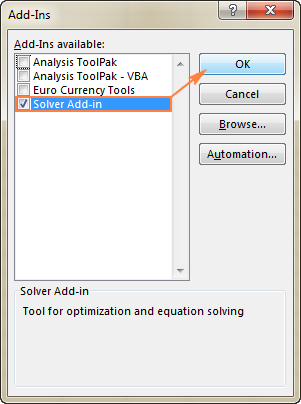 Add-Ins
?
Add-Ins available:
Analysis ToolPak
Analysis ToolPak - VBA
Euro Currency Tools
Solver Add-in
OK
Cancel
Browse...
Automation...
Solver Add-in
Tool for optimization and equation solving